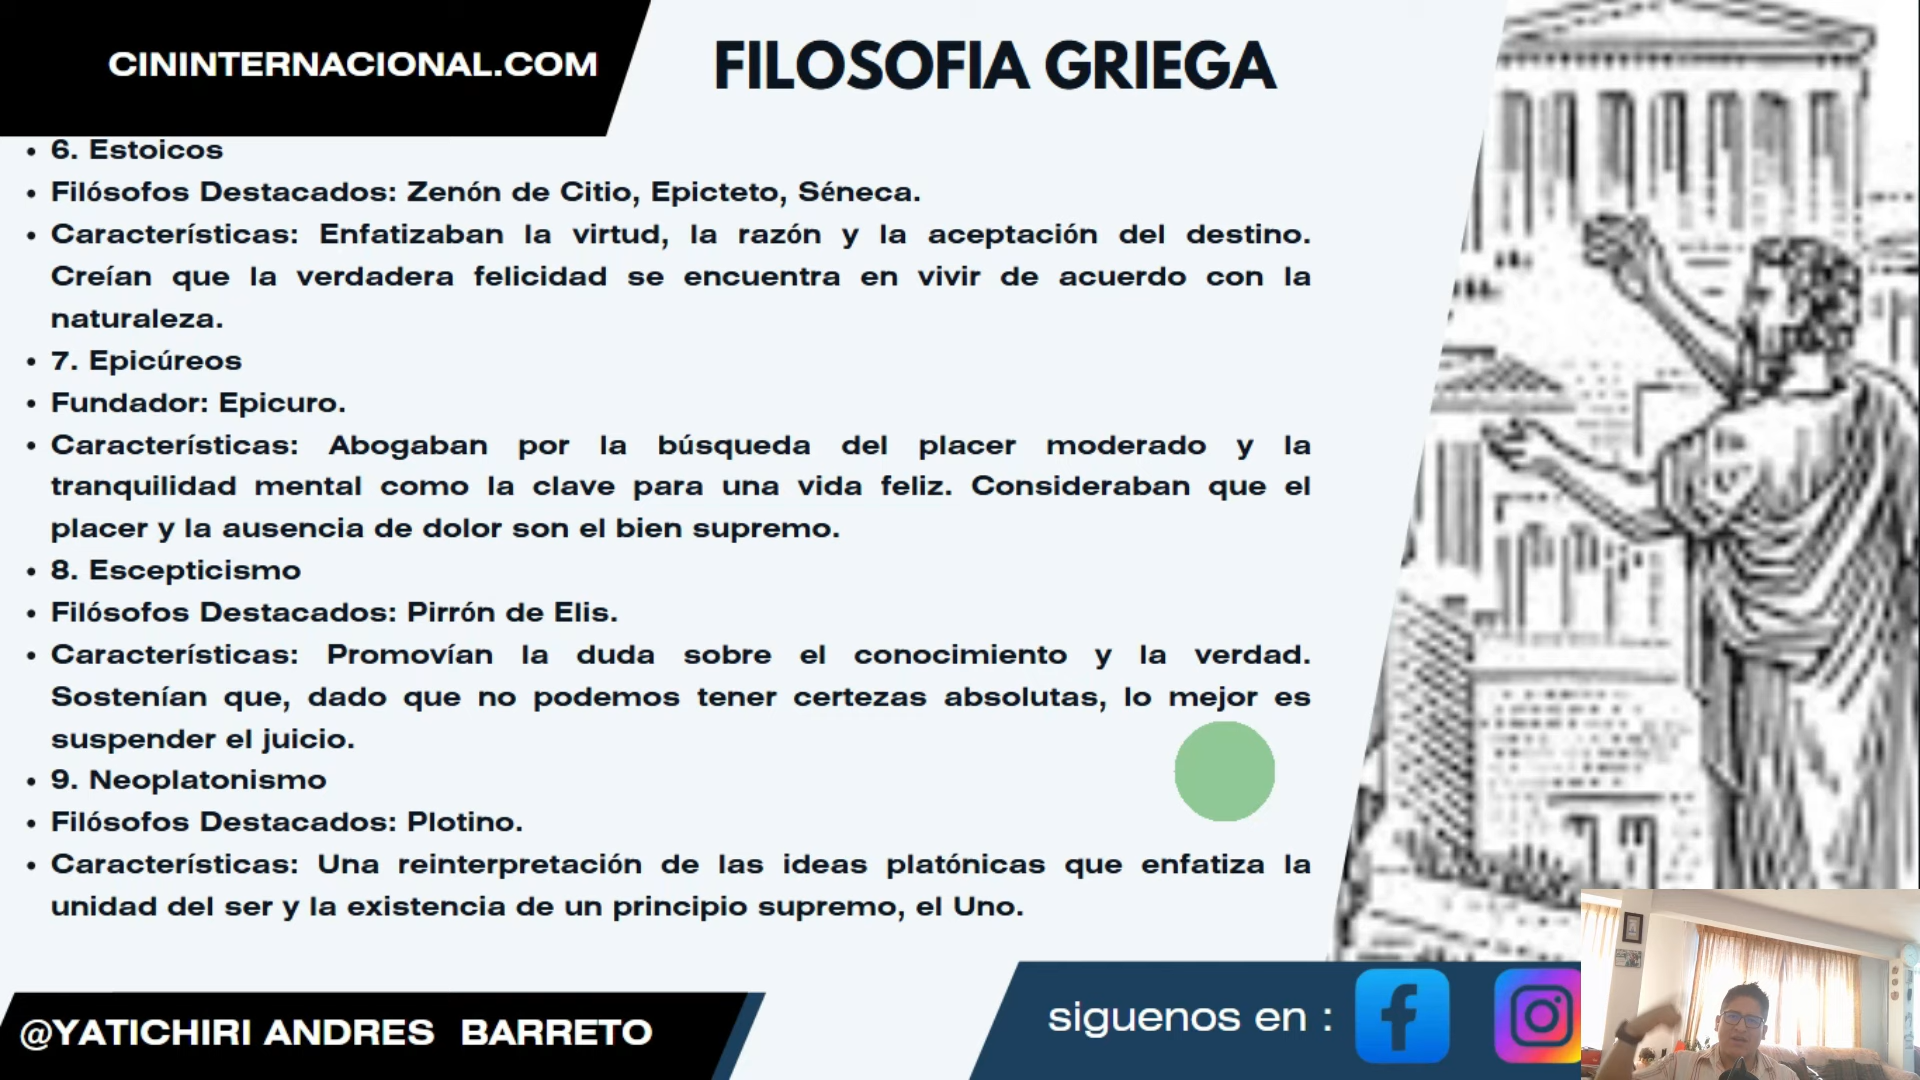 CININTERNACIONAL.COM
FILOSOFIA GRIEGA
• 6. Estoicos
• Filósofos Destacados: Zenón de Citio, Epicteto, Séneca.
• Características: Enfatizaban la virtud, la razón y la aceptación del destino.
Creían que la verdadera felicidad se encuentra en vivir de acuerdo con la
naturaleza.
• 7. Epicúreos
• Fundador: Epicuro.
• Características: Abogaban por la búsqueda del placer moderado y la
tranquilidad mental como la clave para una vida feliz. Consideraban que el
placer y la ausencia de dolor son el bien supremo.
• 8. Escepticismo
• Filósofos Destacados: Pirrón de Elis.
• Características: Promovían la duda sobre el conocimiento y la verdad.
Sostenían que, dado que no podemos tener certezas absolutas, lo mejor es
suspender el juicio.
• 9. Neoplatonismo
• Filósofos Destacados: Plotino.
• Características: Una reinterpretación de las ideas platónicas que enfatiza la
unidad del ser y la existencia de un principio supremo, el Uno.
@YATICHIRI ANDRES BARRETO
siguenos en :